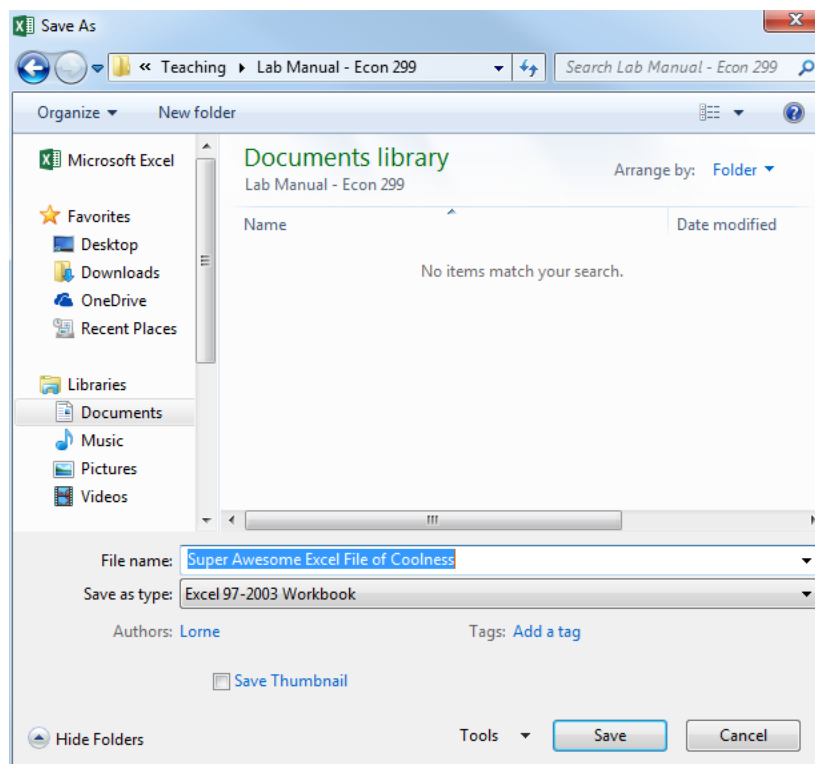 Save As
« Teaching ▸ Lab Manual - Econ 299
Search Lab Manual - Econ 299
Organize
New folder
Microsoft Excel
Favorites
Desktop
Downloads
OneDrive
Recent Places
Libraries
Documents
Music
Pictures
Videos
Documents library
Lab Manual - Econ 299
Arrange by: Folder
Name
Date modified
No items match your search.
File name: Super Awesome Excel File of Coolness
Save as type: Excel 97-2003 Workbook
Authors: Lorne
Tags: Add a tag
Save Thumbnail
Hide Folders
Tools
Save
Cancel